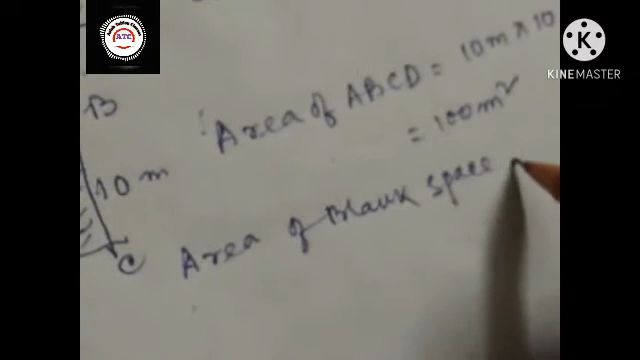 ATC
KINEMASTER
B
Area of ABCD = 10m x 10
= 100m²
10 m
Area of Blank space
C